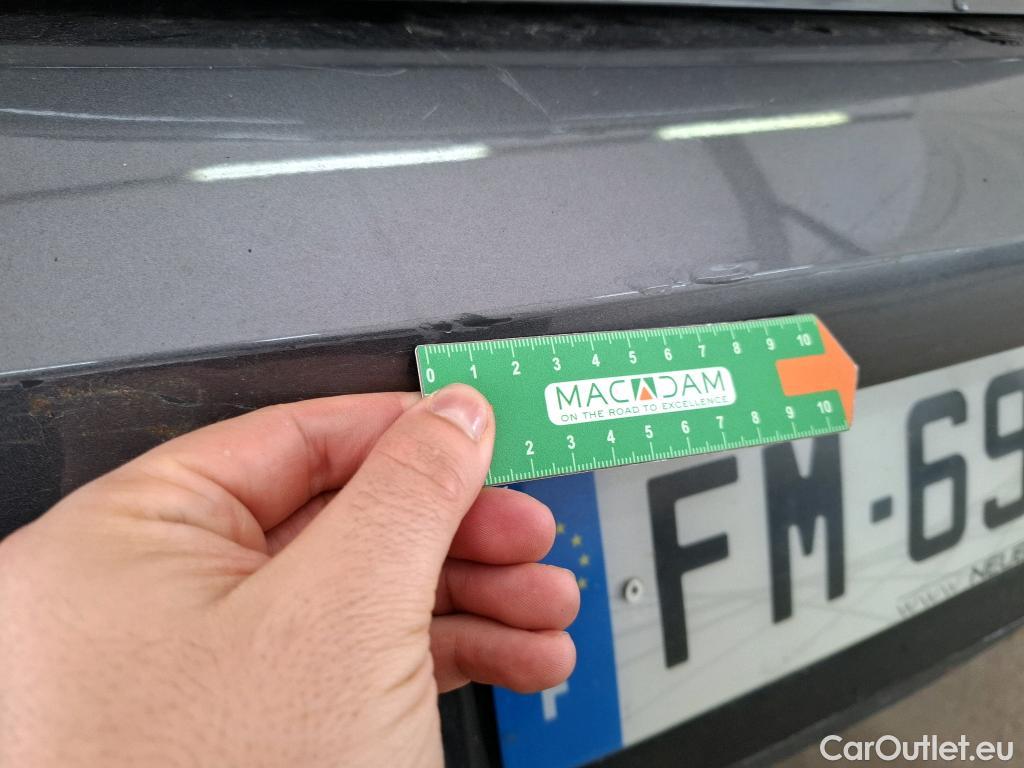 0 1 2 3 4 5 6 7 8 9 10
MACADAM
ON THE ROAD TO EXCELLENCE
2 3 4 5 6 7 8 9 10
FM-69
F
WWW.
CarOutlet.eu